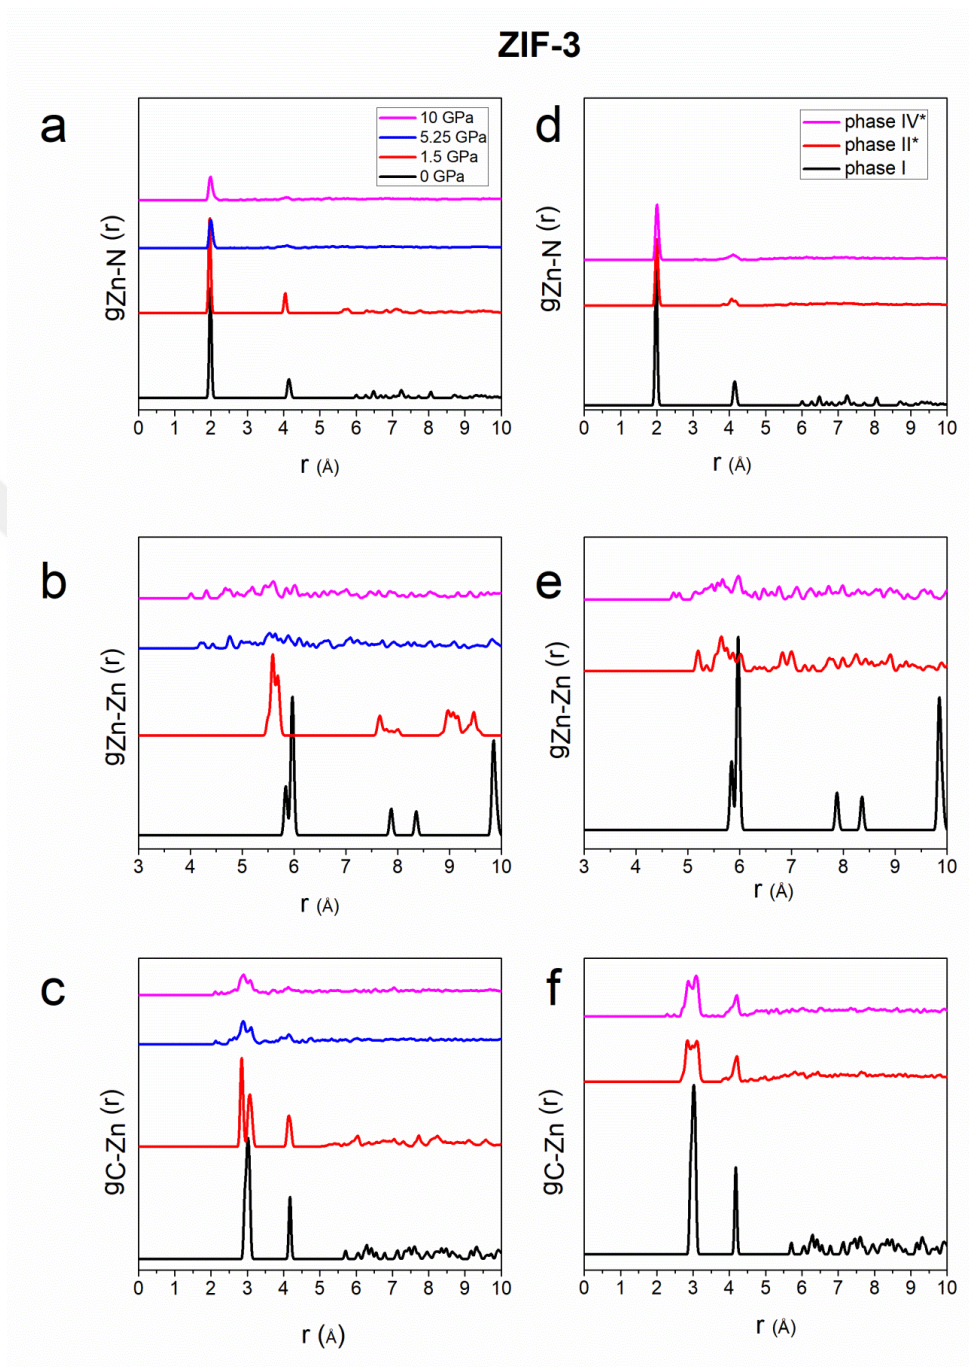 ZIF-3
a
gZn-N (r)
10 GPa
5.25 GPa
1.5 GPa
0 GPa
0 1 2 3 4 5 6 7 8 9 10
r (Å)
d
gZn-N (r)
phase IV*
phase II*
phase I
0 1 2 3 4 5 6 7 8 9 10
r (Å)
b
gZn-Zn (r)
3 4 5 6 7 8 9 10
r (Å)
e
gZn-Zn (r)
3 4 5 6 7 8 9 10
r (Å)
c
gC-Zn (r)
0 1 2 3 4 5 6 7 8 9 10
r (Å)
f
gC-Zn (r)
0 1 2 3 4 5 6 7 8 9 10
r (Å)